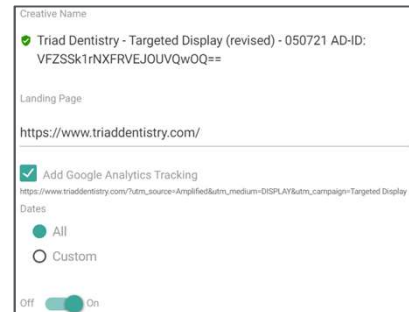 Creative Name
Triad Dentistry - Targeted Display (revised) - 050721 AD-ID:
VFZSSk1rNXFRVEJOUVQwOQ==
Landing Page
https://www.triaddentistry.com/
Add Google Analytics Tracking
https://www.triaddentistry.com/?utm_source=Amplified&utm_medium=DISPLAY&utm_campaign=Targeted Display
Dates
All
Custom
Off On